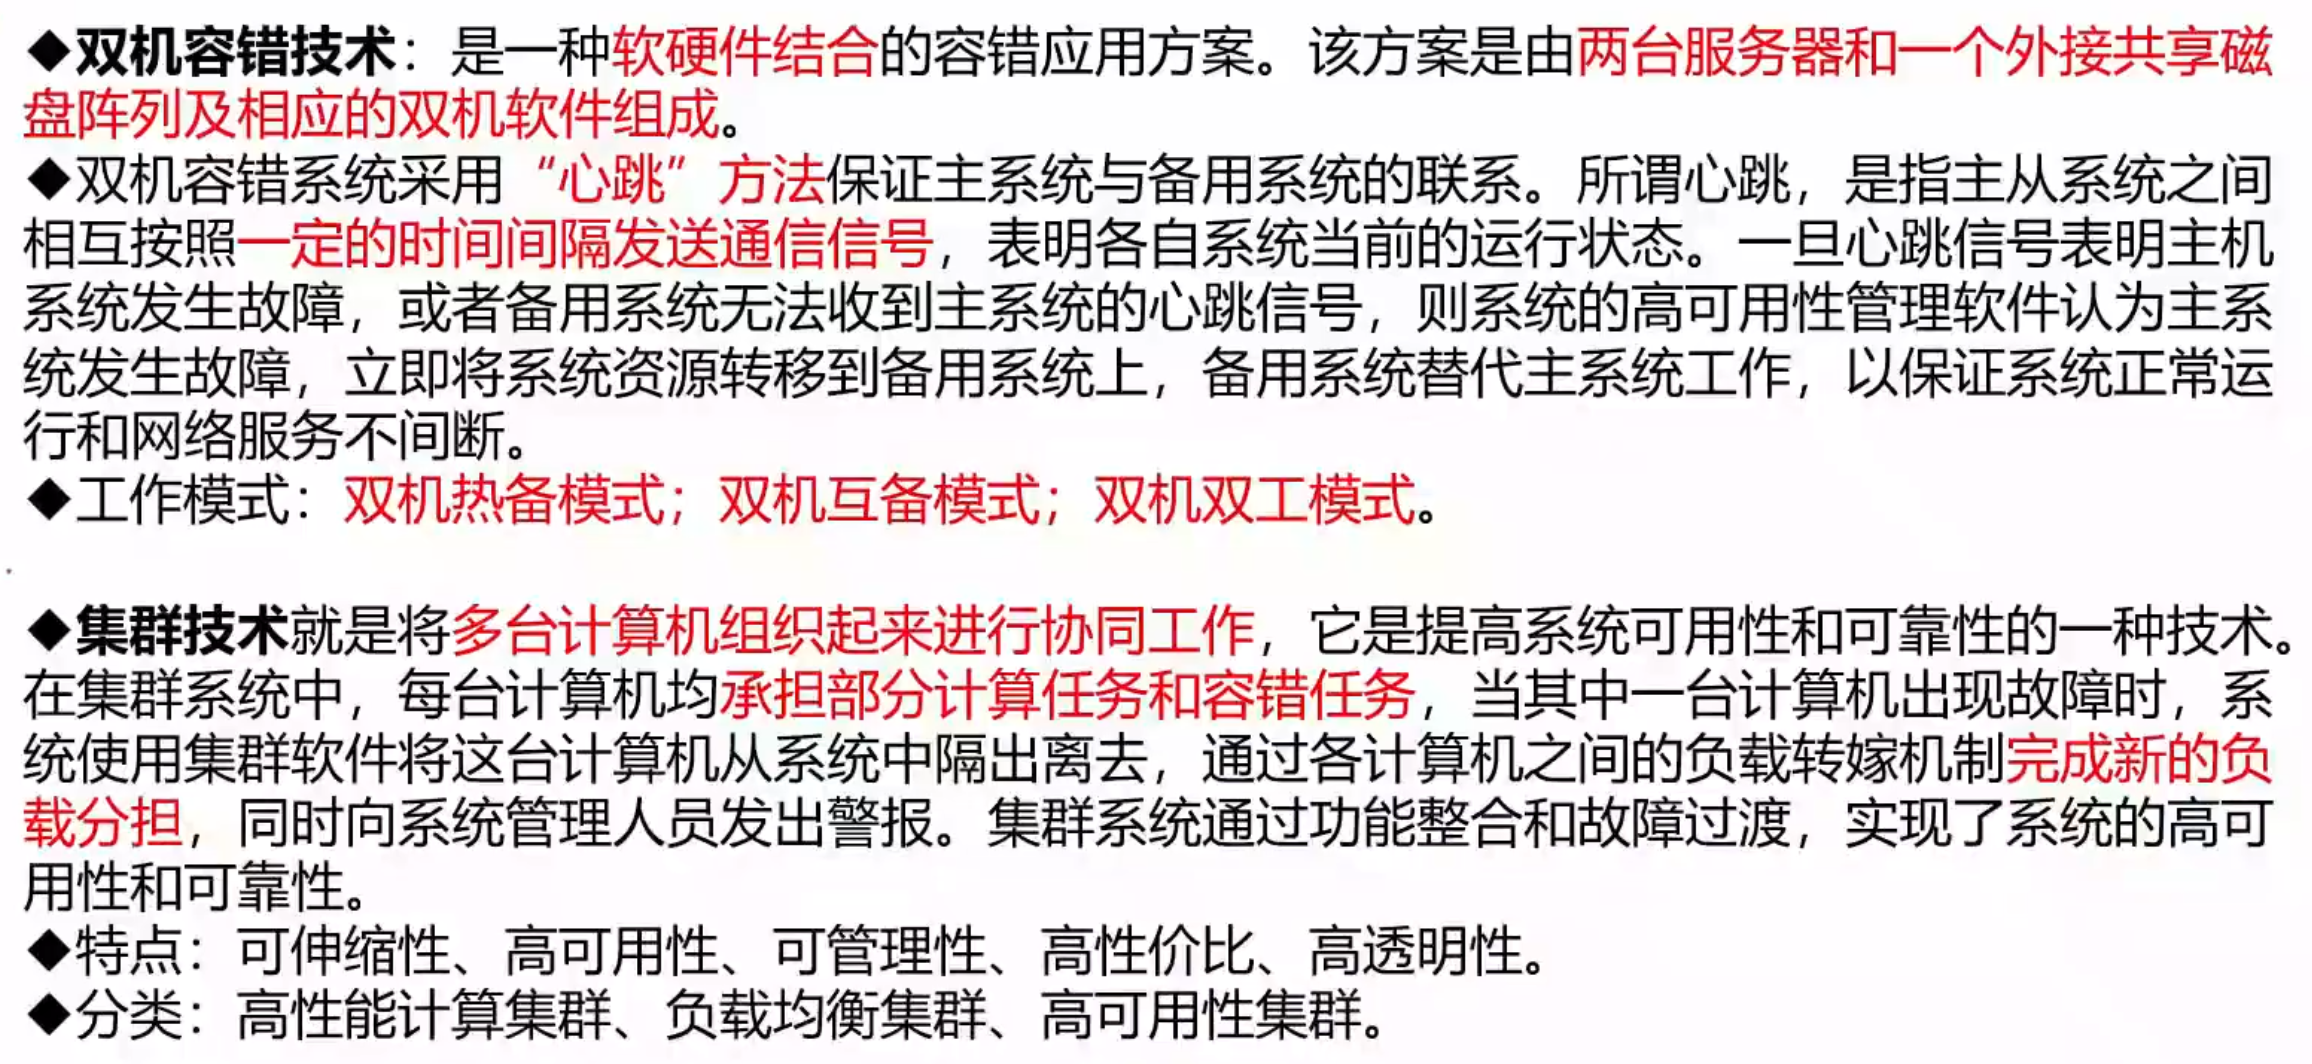 ◆双机容错技术：是一种软硬件结合的容错应用方案。该方案是由两台服务器和一个外接共享磁
盘阵列及相应的双机软件组成。
◆双机容错系统采用“心跳”方法保证主系统与备用系统的联系。所谓心跳，是指主从系统之间
相互按照一定的时间间隔发送通信信号，表明各自系统当前的运行状态。一旦心跳信号表明主机
系统发生故障，或者备用系统无法收到主系统的心跳信号，则系统的高可用性管理软件认为主系
统发生故障，立即将系统资源转移到备用系统上，备用系统替代主系统工作，以保证系统正常运
行和网络服务不间断。
◆工作模式：双机热备模式；双机互备模式；双机双工模式。
◆集群技术就是将多台计算机组织起来进行协同工作，它是提高系统可用性和可靠性的一种技术。
在集群系统中，每台计算机均承担部分计算任务和容错任务，当其中一台计算机出现故障时，系
统使用集群软件将这台计算机从系统中隔出离去，通过各计算机之间的负载转嫁机制完成新的负
载分担，同时向系统管理人员发出警报。集群系统通过功能整合和故障过渡，实现了系统的高可
用性和可靠性。
◆特点：可伸缩性、高可用性、可管理性、高性价比、高透明性。
◆分类：高性能计算集群、负载均衡集群、高可用性集群。